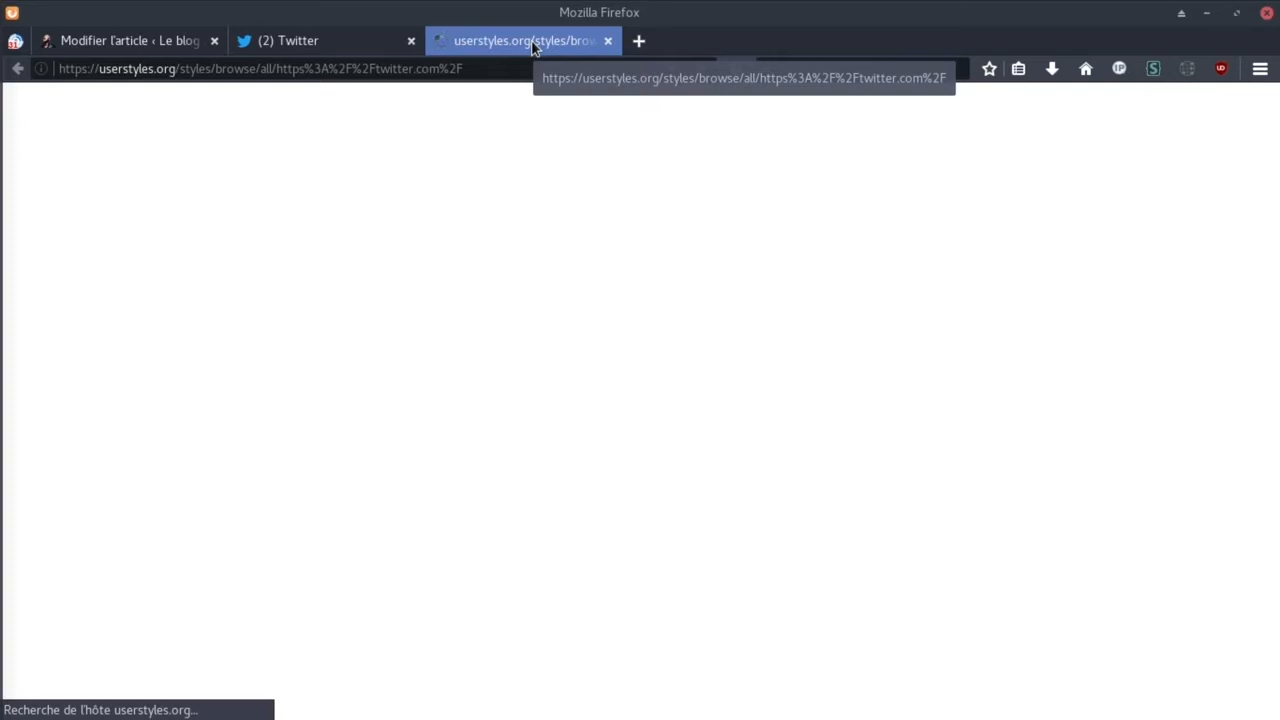 Mozilla Firefox
31
Modifier l'article ‹ Le blog
(2) Twitter
userstyles.org/styles/brow
https://userstyles.org/styles/browse/all/https%3A%2F%2Ftwitter.com%2F
https://userstyles.org/styles/browse/all/https%3A%2F%2Ftwitter.com%2F
IP
S
Recherche de l'hôte userstyles.org...